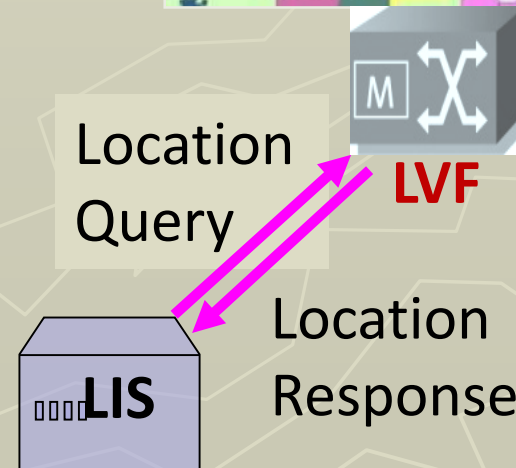 M
Location
Query
LVF
Location
Response
LIS